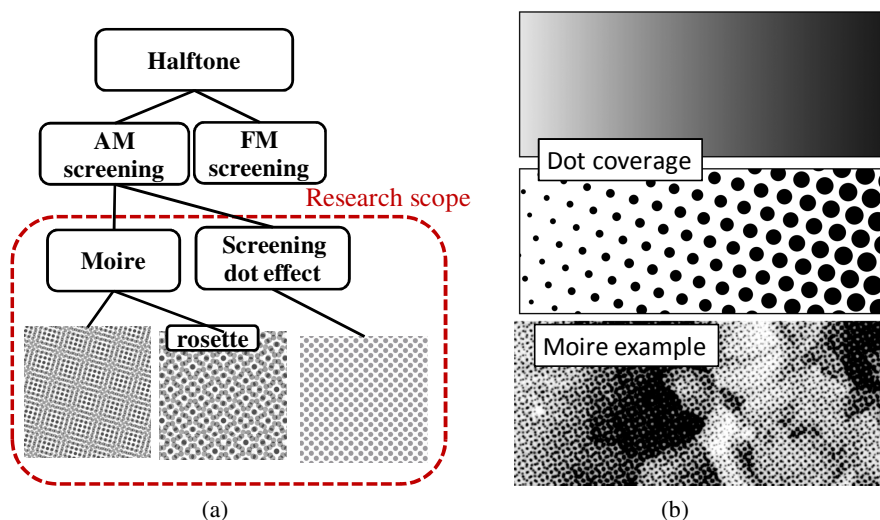 Halftone
AM
screening
FM
screening
Research scope
Moire
Screening
dot effect
rosette
(a)
Dot coverage
Moire example
(b)